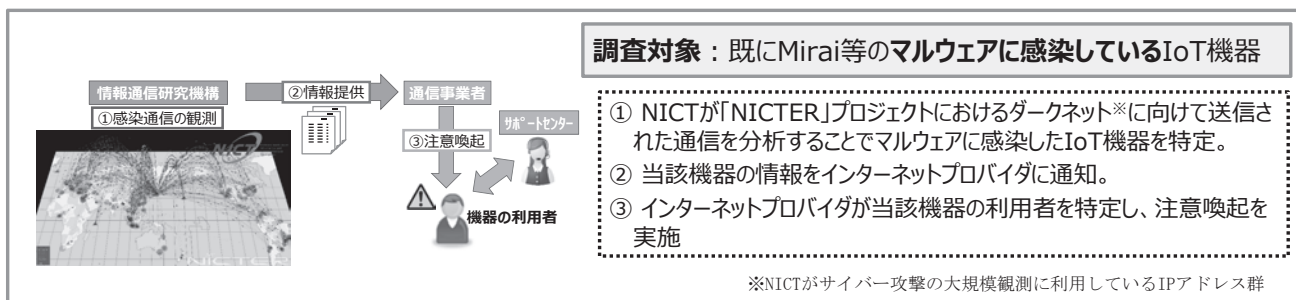 調査対象：既にMirai等のマルウェアに感染しているIoT機器
情報通信研究機構
②情報提供
通信事業者
①感染通信の観測
サポートセンター
③注意喚起
機器の利用者
NICT
NICTER
① NICTが「NICTER」プロジェクトにおけるダークネット※に向けて送信さ
れた通信を分析することでマルウェアに感染したIoT機器を特定。
② 当該機器の情報をインターネットプロバイダに通知。
③ インターネットプロバイダが当該機器の利用者を特定し、注意喚起を
実施
※NICTがサイバー攻撃の大規模観測に利用しているIPアドレス群